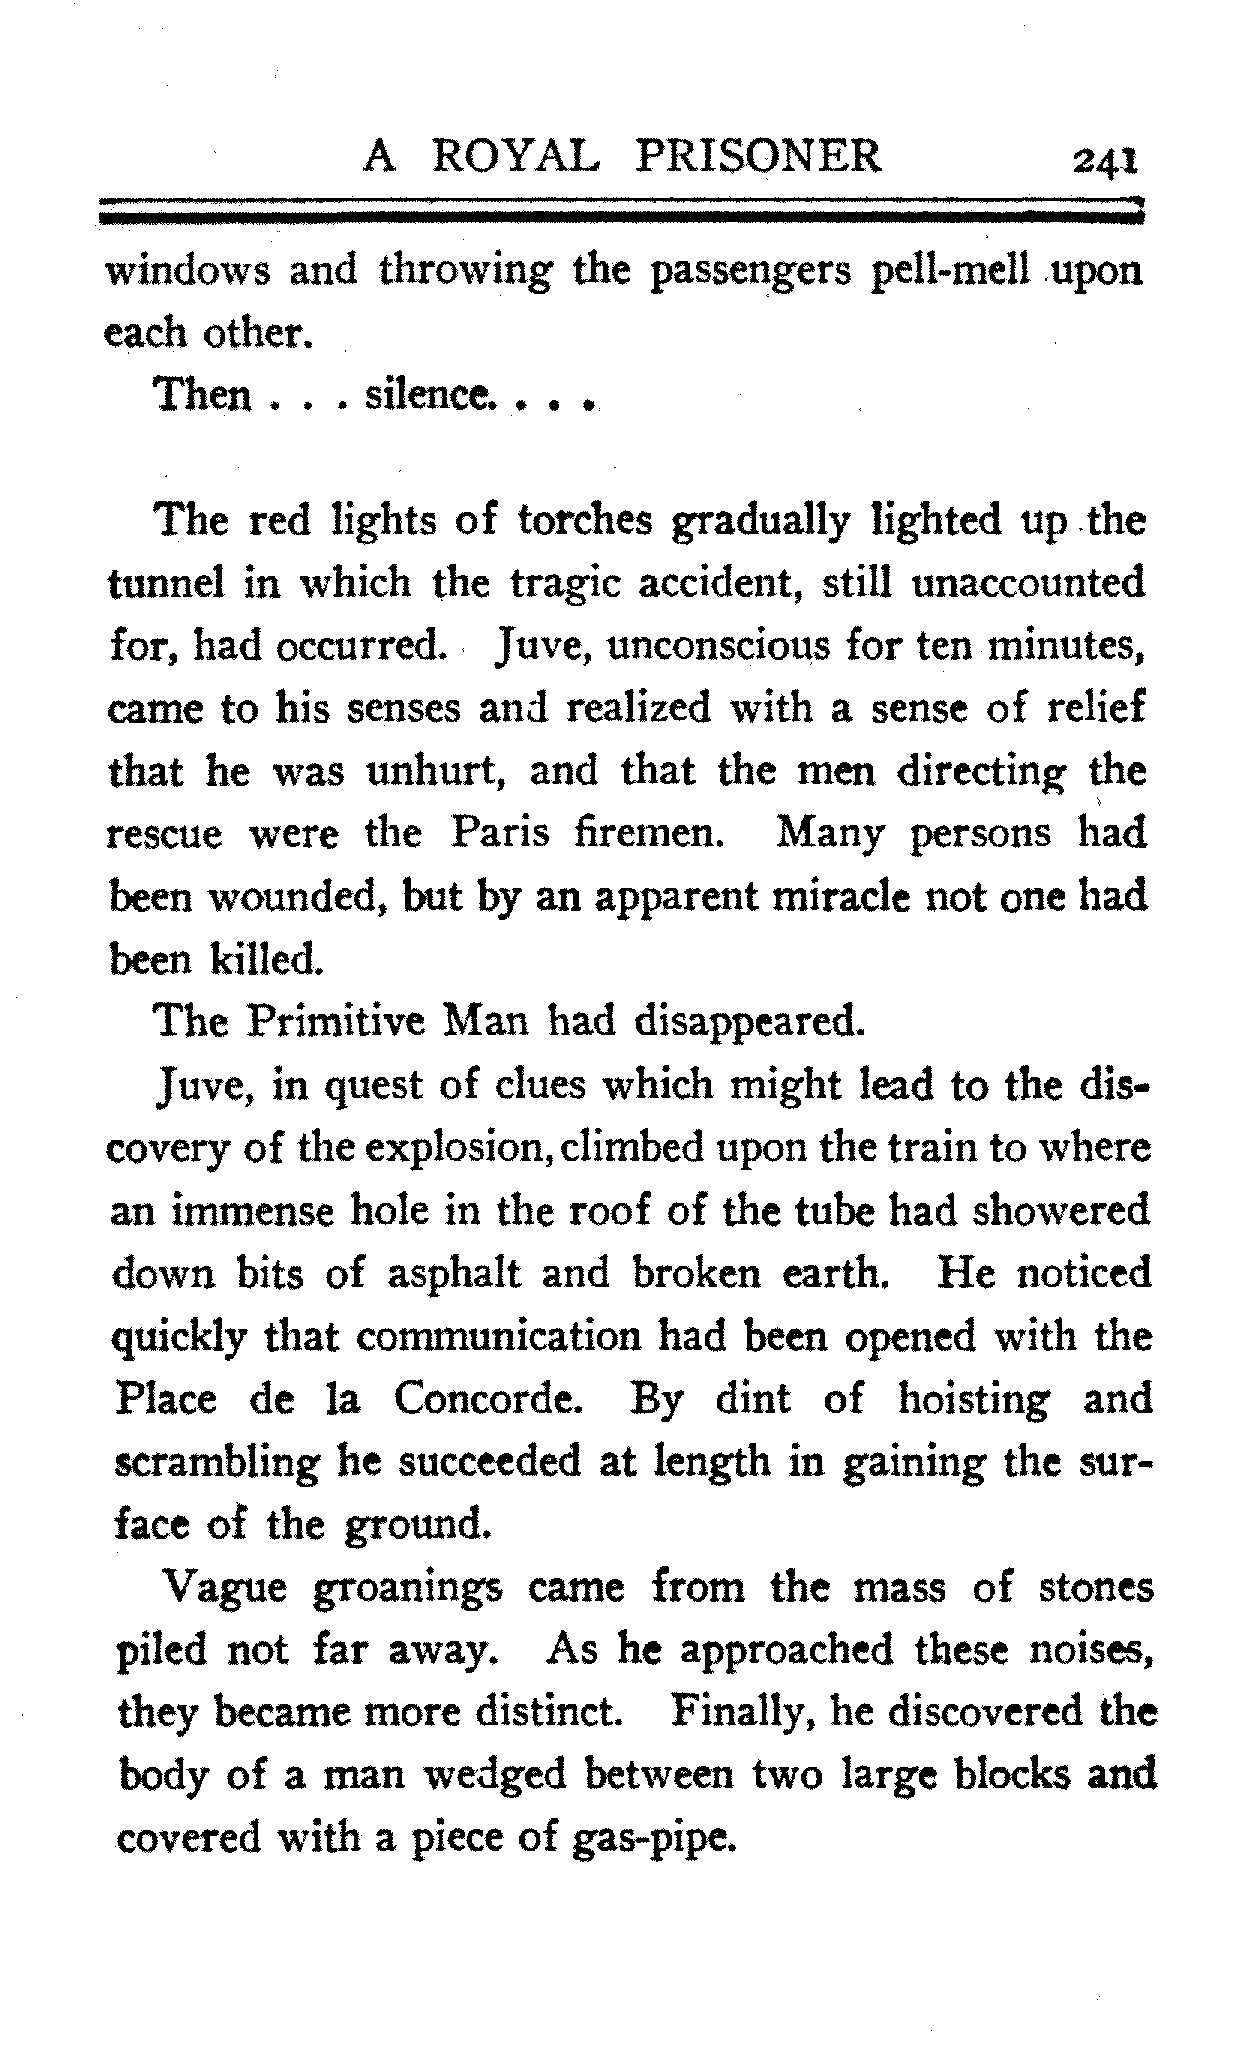 A ROYAL PRISONER 241
windows and throwing the passengers pell-mell upon
each other.
Then . . . silence. . . .
The red lights of torches gradually lighted up the
tunnel in which the tragic accident, still unaccounted
for, had occurred. Juve, unconscious for ten minutes,
came to his senses and realized with a sense of relief
that he was unhurt, and that the men directing the
rescue were the Paris firemen. Many persons had
been wounded, but by an apparent miracle not one had
been killed.
The Primitive Man had disappeared.
Juve, in quest of clues which might lead to the dis-
covery of the explosion, climbed upon the train to where
an immense hole in the roof of the tube had showered
down bits of asphalt and broken earth. He noticed
quickly that communication had been opened with the
Place de la Concorde. By dint of hoisting and
scrambling he succeeded at length in gaining the sur-
face of the ground.
Vague groanings came from the mass of stones
piled not far away. As he approached these noises,
they became more distinct. Finally, he discovered the
body of a man wedged between two large blocks and
covered with a piece of gas-pipe.